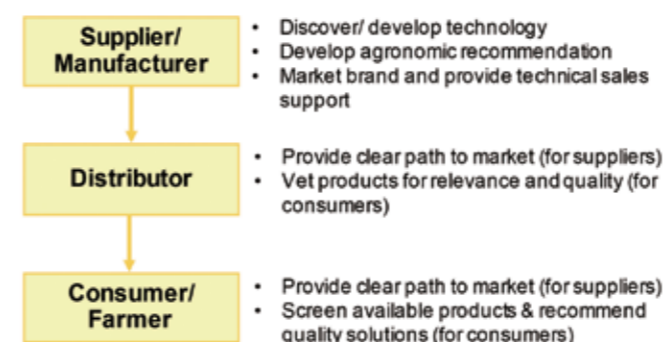 Supplier/
Manufacturer
• Discover/ develop technology
• Develop agronomic recommendation
• Market brand and provide technical sales
support
Distributor
• Provide clear path to market (for suppliers)
• Vet products for relevance and quality (for
consumers)
Consumer/
Farmer
• Provide clear path to market (for suppliers)
• Screen available products & recommend
quality solutions (for consumers)